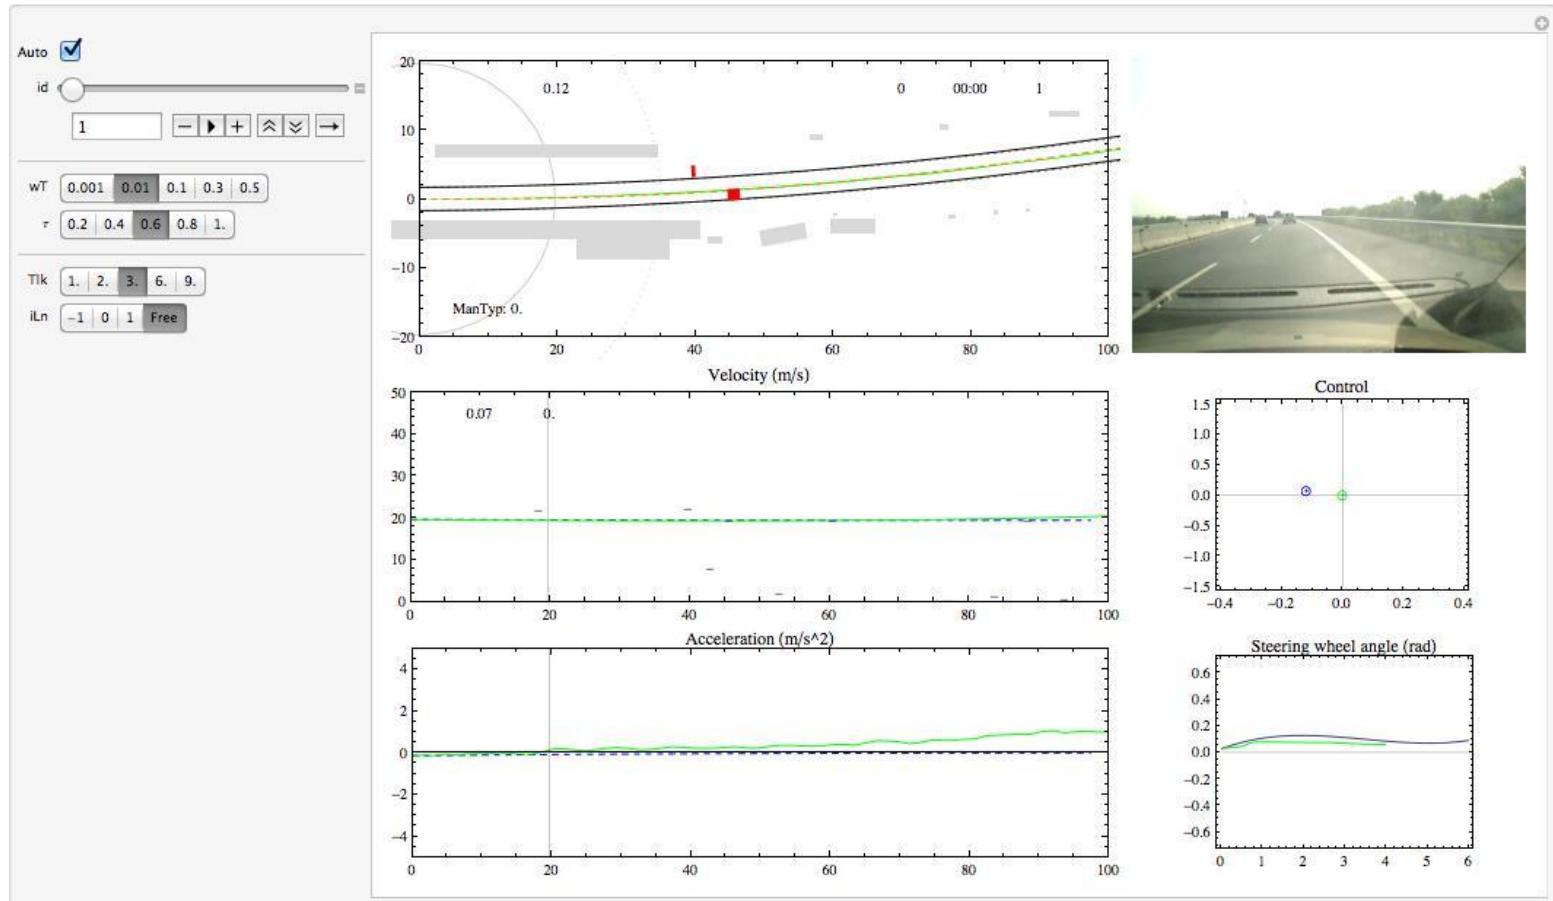 Auto
id
1
wT 0.001 0.01 0.1 0.3 0.5
τ 0.2 0.4 0.6 0.8 1.
Tlk 1. 2. 3. 6. 9.
iLn −1 0 1 Free
20
10
0
−10
−20
0.12 0 00:00 1
ManTyp: 0.
0 20 40 60 80 100
Velocity (m/s)
50
40
30
20
10
0
0.07 0.
0 20 40 60 80 100
Acceleration (m/s^2)
4
2
0
−2
−4
0 20 40 60 80 100
Control
1.5
1.0
0.5
0.0
−0.5
−1.0
−1.5
−0.4 −0.2 0.0 0.2 0.4
Steering wheel angle (rad)
0.6
0.4
0.2
0.0
−0.2
−0.4
−0.6
0 1 2 3 4 5 6